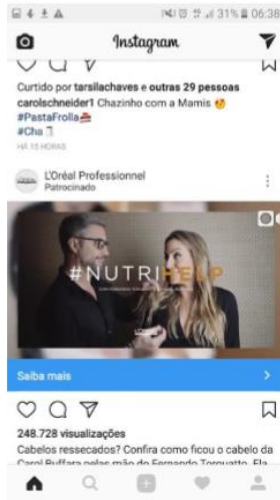 31% 06:38
Instagram
Curtido por tarsilachaves e outras 29 pessoas
carolschneider1 Chazinho com a Mamis
#PastaFrolla
#Cha
HÁ 15 HORAS
L'Oréal Professionnel
Patrocinado
#NUTRIHELP
Saiba mais
248.728 visualizações
Cabelos ressecados? Confira como ficou o cabelo da
Carol Buffara pelas mão do Fernando Torquatto. Ela